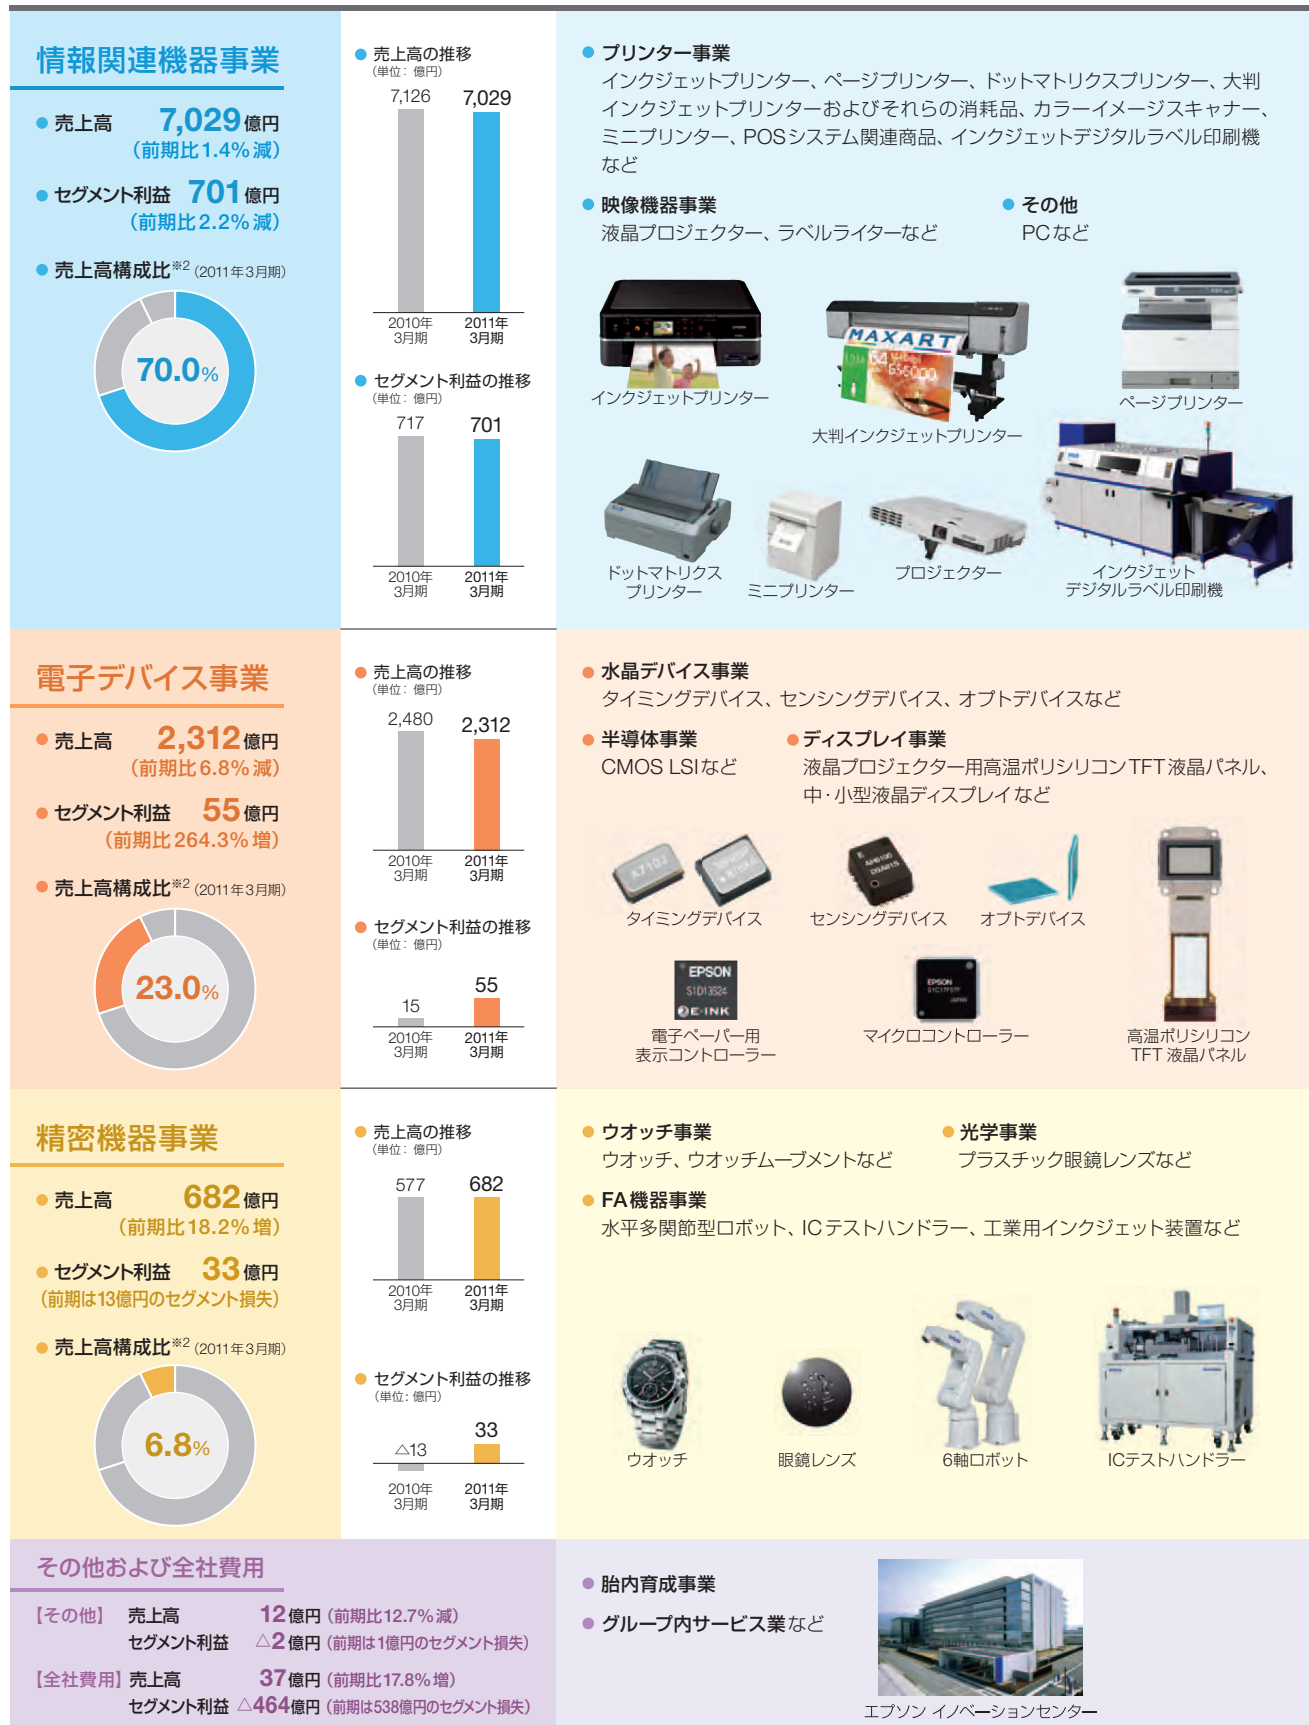 情報関連機器事業
● 売上高 7,029億円
(前期比1.4%減)
● セグメント利益 701億円
(前期比2.2%減)
● 売上高構成比※2 (2011年3月期)
70.0%
● 売上高の推移
(単位：億円)
7,126 7,029
2010年 2011年
3月期 3月期
● セグメント利益の推移
(単位：億円)
717 701
2010年 2011年
3月期 3月期
● プリンター事業
インクジェットプリンター、ページプリンター、ドットマトリクスプリンター、大判
インクジェットプリンターおよびそれらの消耗品、カラーイメージスキャナー、
ミニプリンター、POSシステム関連商品、インクジェットデジタルラベル印刷機
など
● 映像機器事業
液晶プロジェクター、ラベルライターなど
● その他
PCなど
インクジェットプリンター
MAXART
大判インクジェットプリンター
ページプリンター
ドットマトリクス
プリンター
ミニプリンター
プロジェクター
インクジェット
デジタルラベル印刷機
電子デバイス事業
● 売上高 2,312億円
(前期比6.8%減)
● セグメント利益 55億円
(前期比264.3%増)
● 売上高構成比※2 (2011年3月期)
23.0%
● 売上高の推移
(単位：億円)
2,480 2,312
2010年 2011年
3月期 3月期
● セグメント利益の推移
(単位：億円)
15 55
2010年 2011年
3月期 3月期
● 水晶デバイス事業
タイミングデバイス、センシングデバイス、オプトデバイスなど
● 半導体事業
CMOS LSIなど
● ディスプレイ事業
液晶プロジェクター用高温ポリシリコンTFT液晶パネル、
中・小型液晶ディスプレイなど
タイミングデバイス
センシングデバイス
オプトデバイス
EPSON
S1D13524
E-INK
電子ペーパー用
表示コントローラー
EPSON
JAPAN
マイクロコントローラー
高温ポリシリコン
TFT 液晶パネル
精密機器事業
● 売上高 682億円
(前期比18.2%増)
● セグメント利益 33億円
(前期は13億円のセグメント損失)
● 売上高構成比※2 (2011年3月期)
6.8%
● 売上高の推移
(単位：億円)
577 682
2010年 2011年
3月期 3月期
● セグメント利益の推移
(単位：億円)
△13 33
2010年 2011年
3月期 3月期
● ウオッチ事業
ウオッチ、ウオッチムーブメントなど
● 光学事業
プラスチック眼鏡レンズなど
● FA機器事業
水平多関節型ロボット、ICテストハンドラー、工業用インクジェット装置など
ウオッチ
眼鏡レンズ
6軸ロボット
ICテストハンドラー
その他および全社費用
【その他】 売上高 12億円 (前期比12.7%減)
セグメント利益 △2億円 (前期は1億円のセグメント損失)
【全社費用】 売上高 37億円 (前期比17.8%増)
セグメント利益 △464億円 (前期は538億円のセグメント損失)
● 胎内育成事業
● グループ内サービス業など
エプソン イノベーションセンター